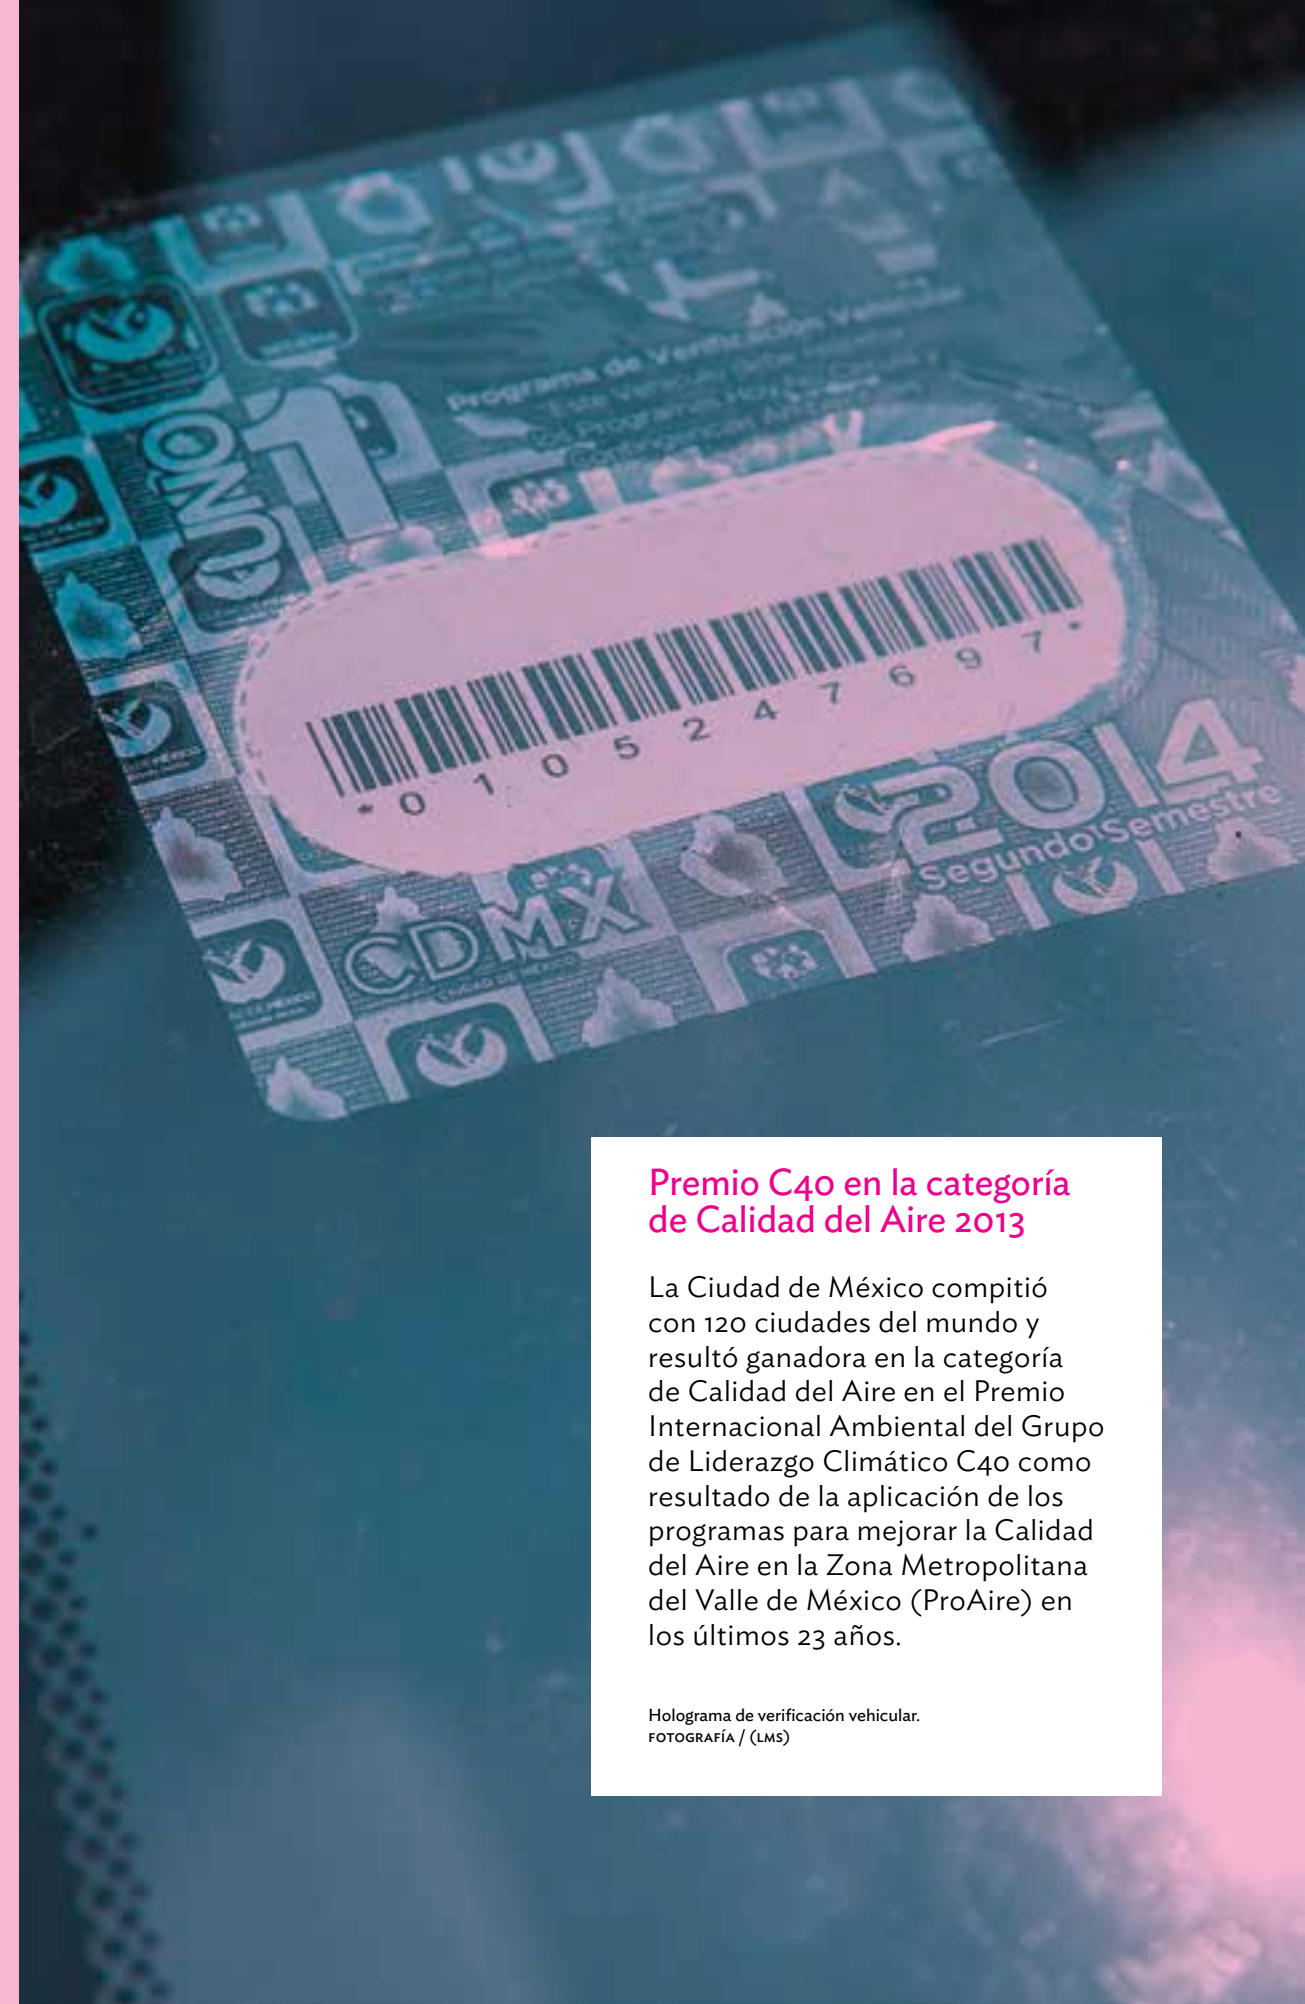 Programa de Verificación Vehicular
UNO
1
*0105247697*
2014
Segundo Semestre
CDMX
CIUDAD DE MÉXICO
Premio C40 en la categoría
de Calidad del Aire 2013
La Ciudad de México compitió
con 120 ciudades del mundo y
resultó ganadora en la categoría
de Calidad del Aire en el Premio
Internacional Ambiental del Grupo
de Liderazgo Climático C40 como
resultado de la aplicación de los
programas para mejorar la Calidad
del Aire en la Zona Metropolitana
del Valle de México (ProAire) en
los últimos 23 años.
Holograma de verificación vehicular.
FOTOGRAFÍA / (LMS)